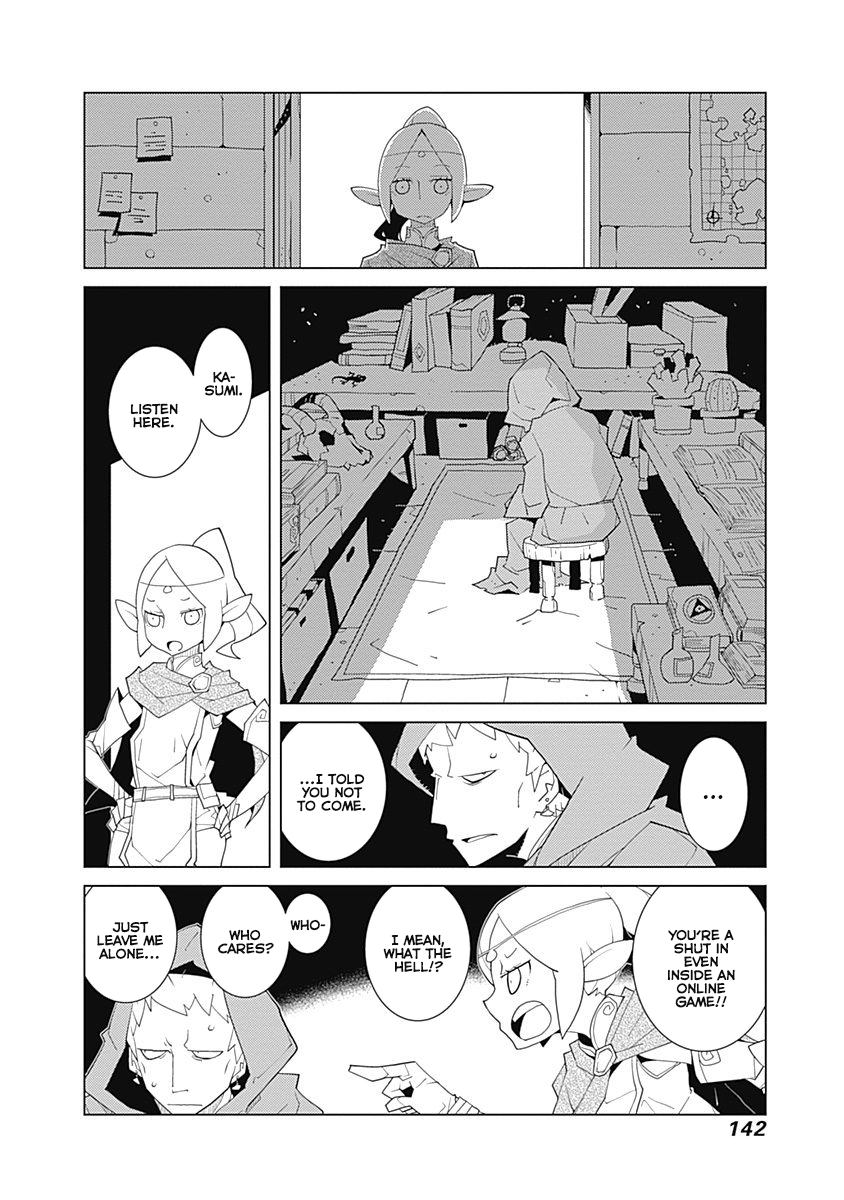 KA-
SUMI.
LISTEN
HERE.
...
...I TOLD
YOU NOT
TO COME.
YOU'RE A
SHUT IN
EVEN
INSIDE AN
ONLINE
GAME!!
I MEAN,
WHAT THE
HELL!?
WHO-
WHO
CARES?
JUST
LEAVE ME
ALONE...
142